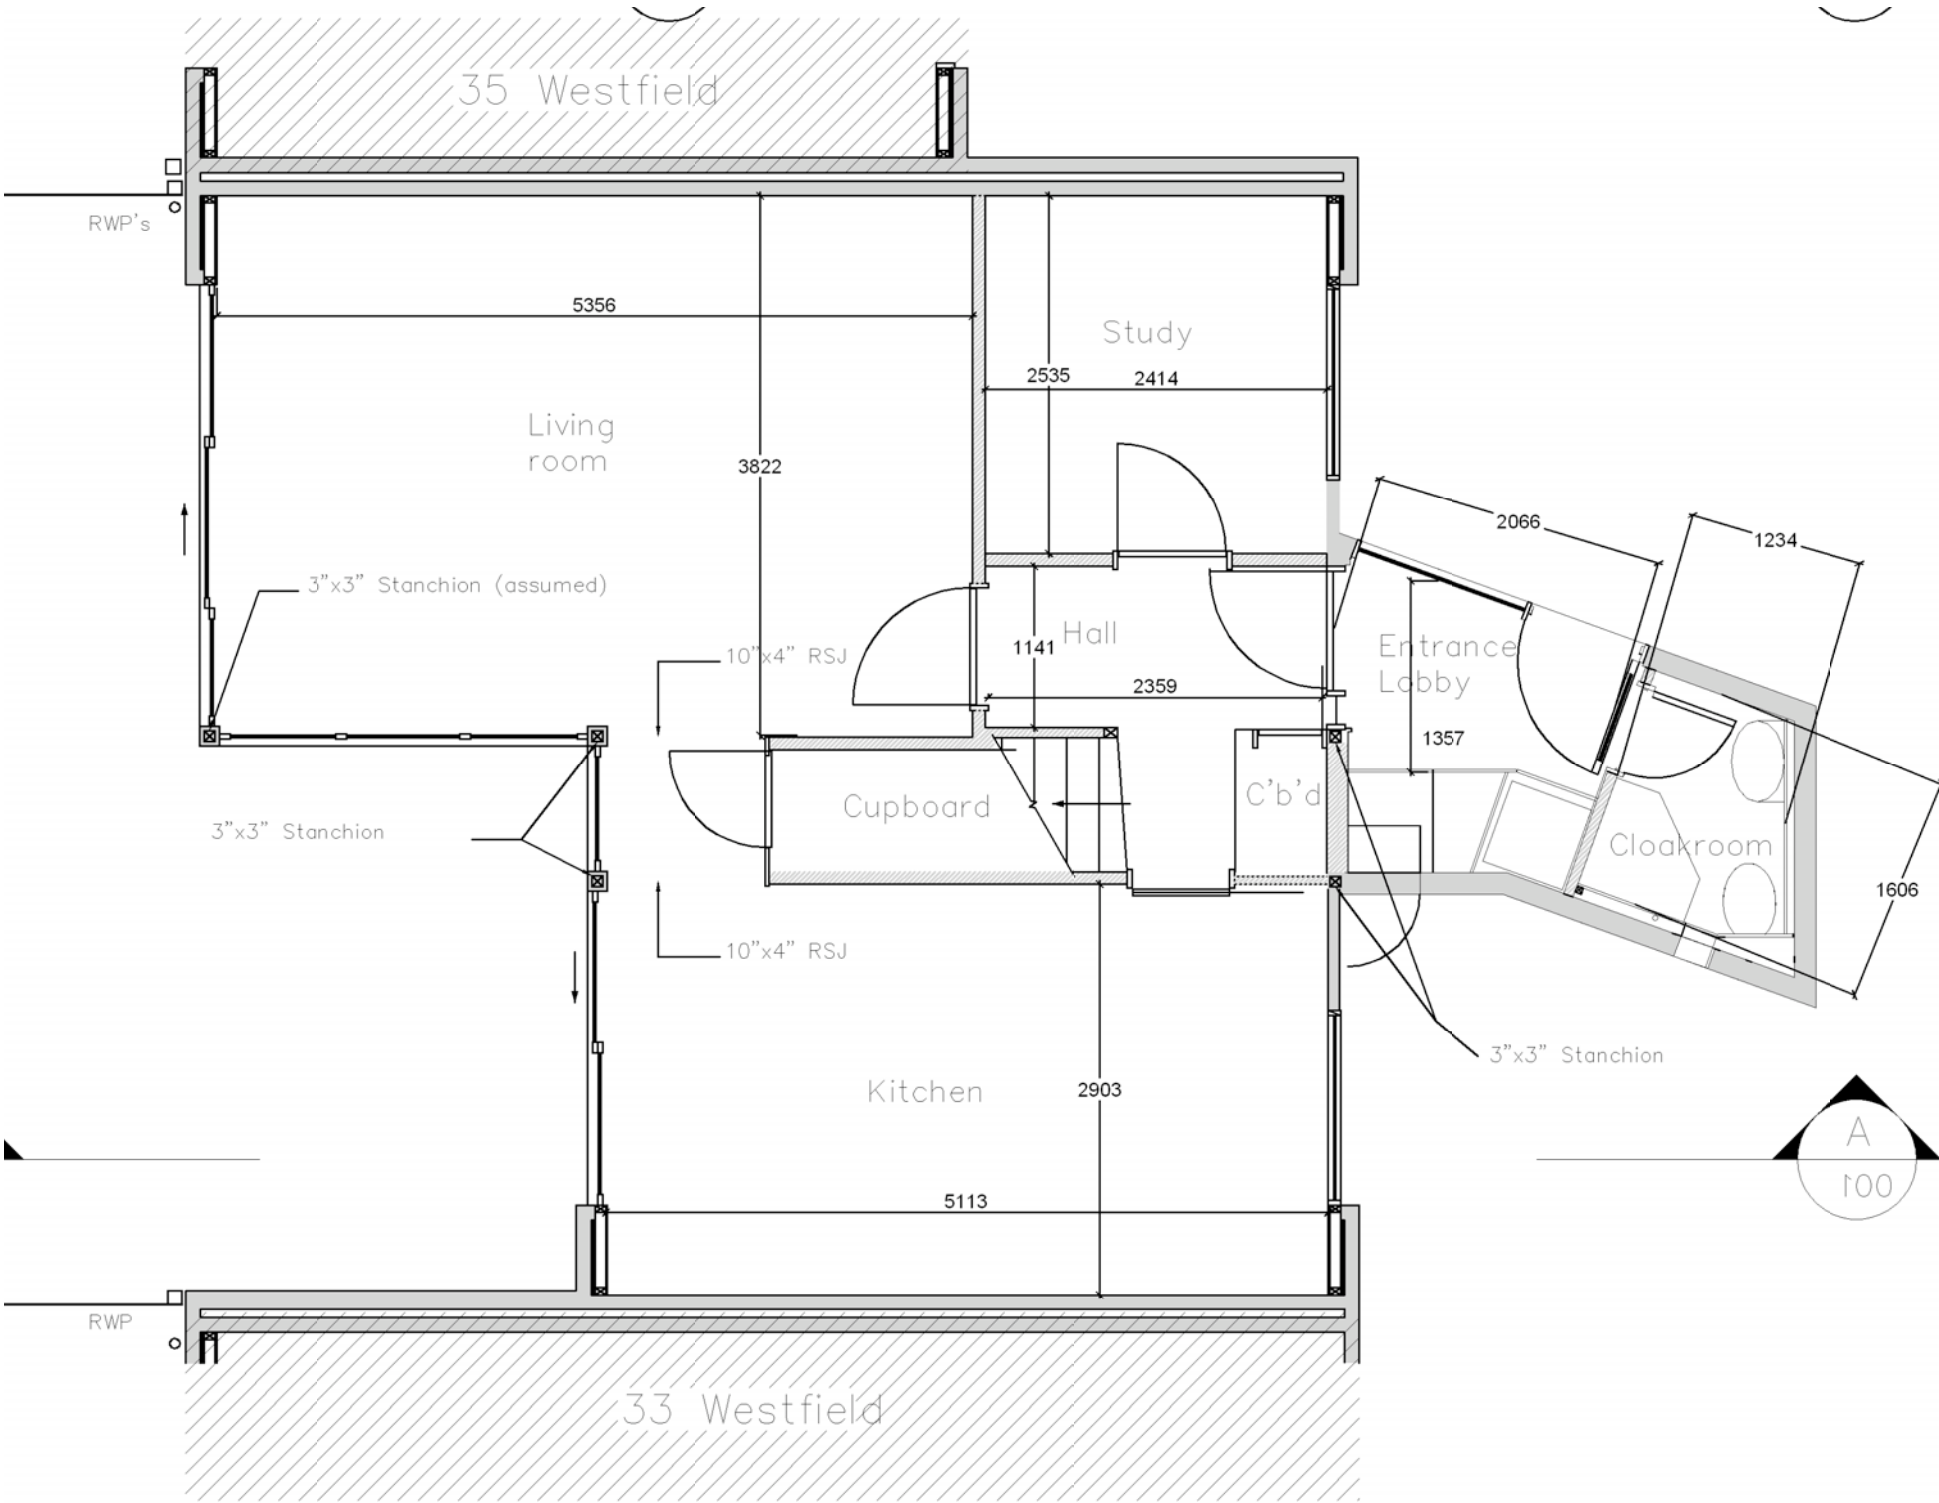 35 Westfield
RWP's
5356
Study
2535
2414
Living
room
3822
2066
1234
3"x3" Stanchion (assumed)
10"x4" RSJ
Hall
1141
Entrance
Lobby
2359
1357
Cupboard
C'b'd
3"x3" Stanchion
Cloakroom
1606
10"x4" RSJ
3"x3" Stanchion
Kitchen
2903
A
100
5113
RWP
33 Westfield